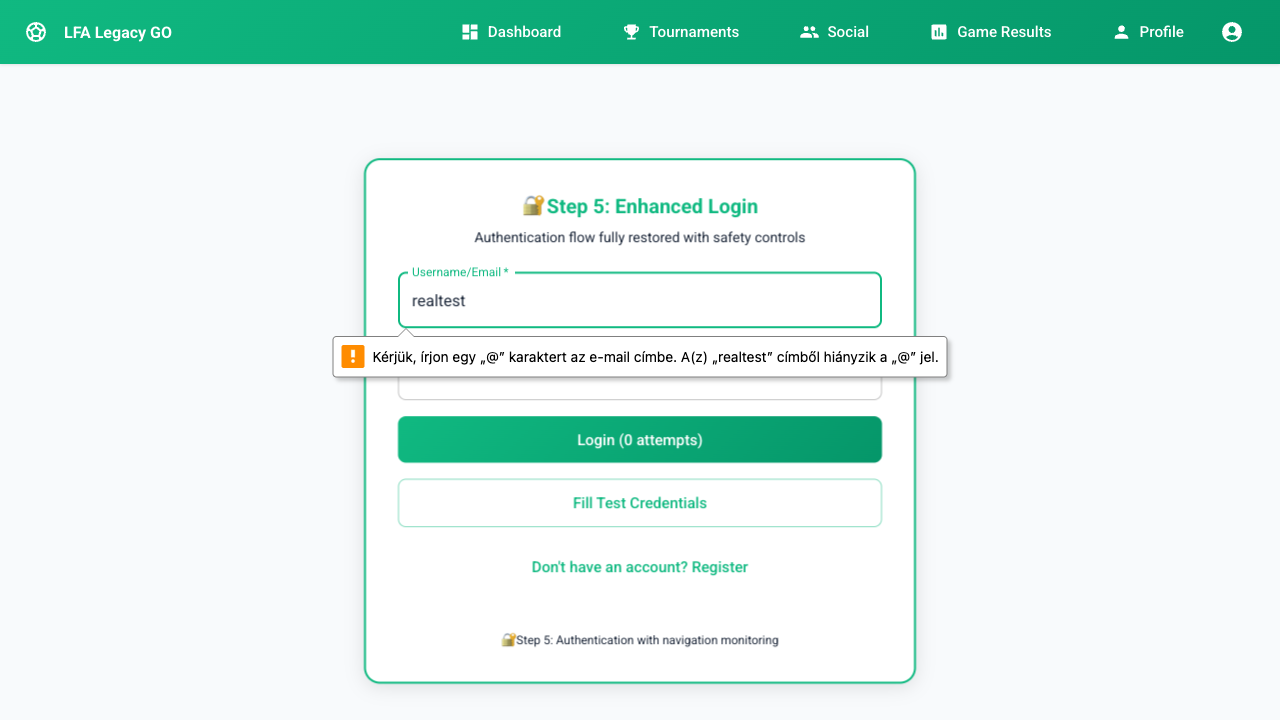 LFA Legacy GO
Dashboard
Tournaments
Social
Game Results
Profile
Step 5: Enhanced Login
Authentication flow fully restored with safety controls
Username/Email *
realtest
Kérjük, írjon egy „@” karaktert az e-mail címbe. A(z) „realtest” címből hiányzik a „@” jel.
Login (0 attempts)
Fill Test Credentials
Don't have an account? Register
Step 5: Authentication with navigation monitoring